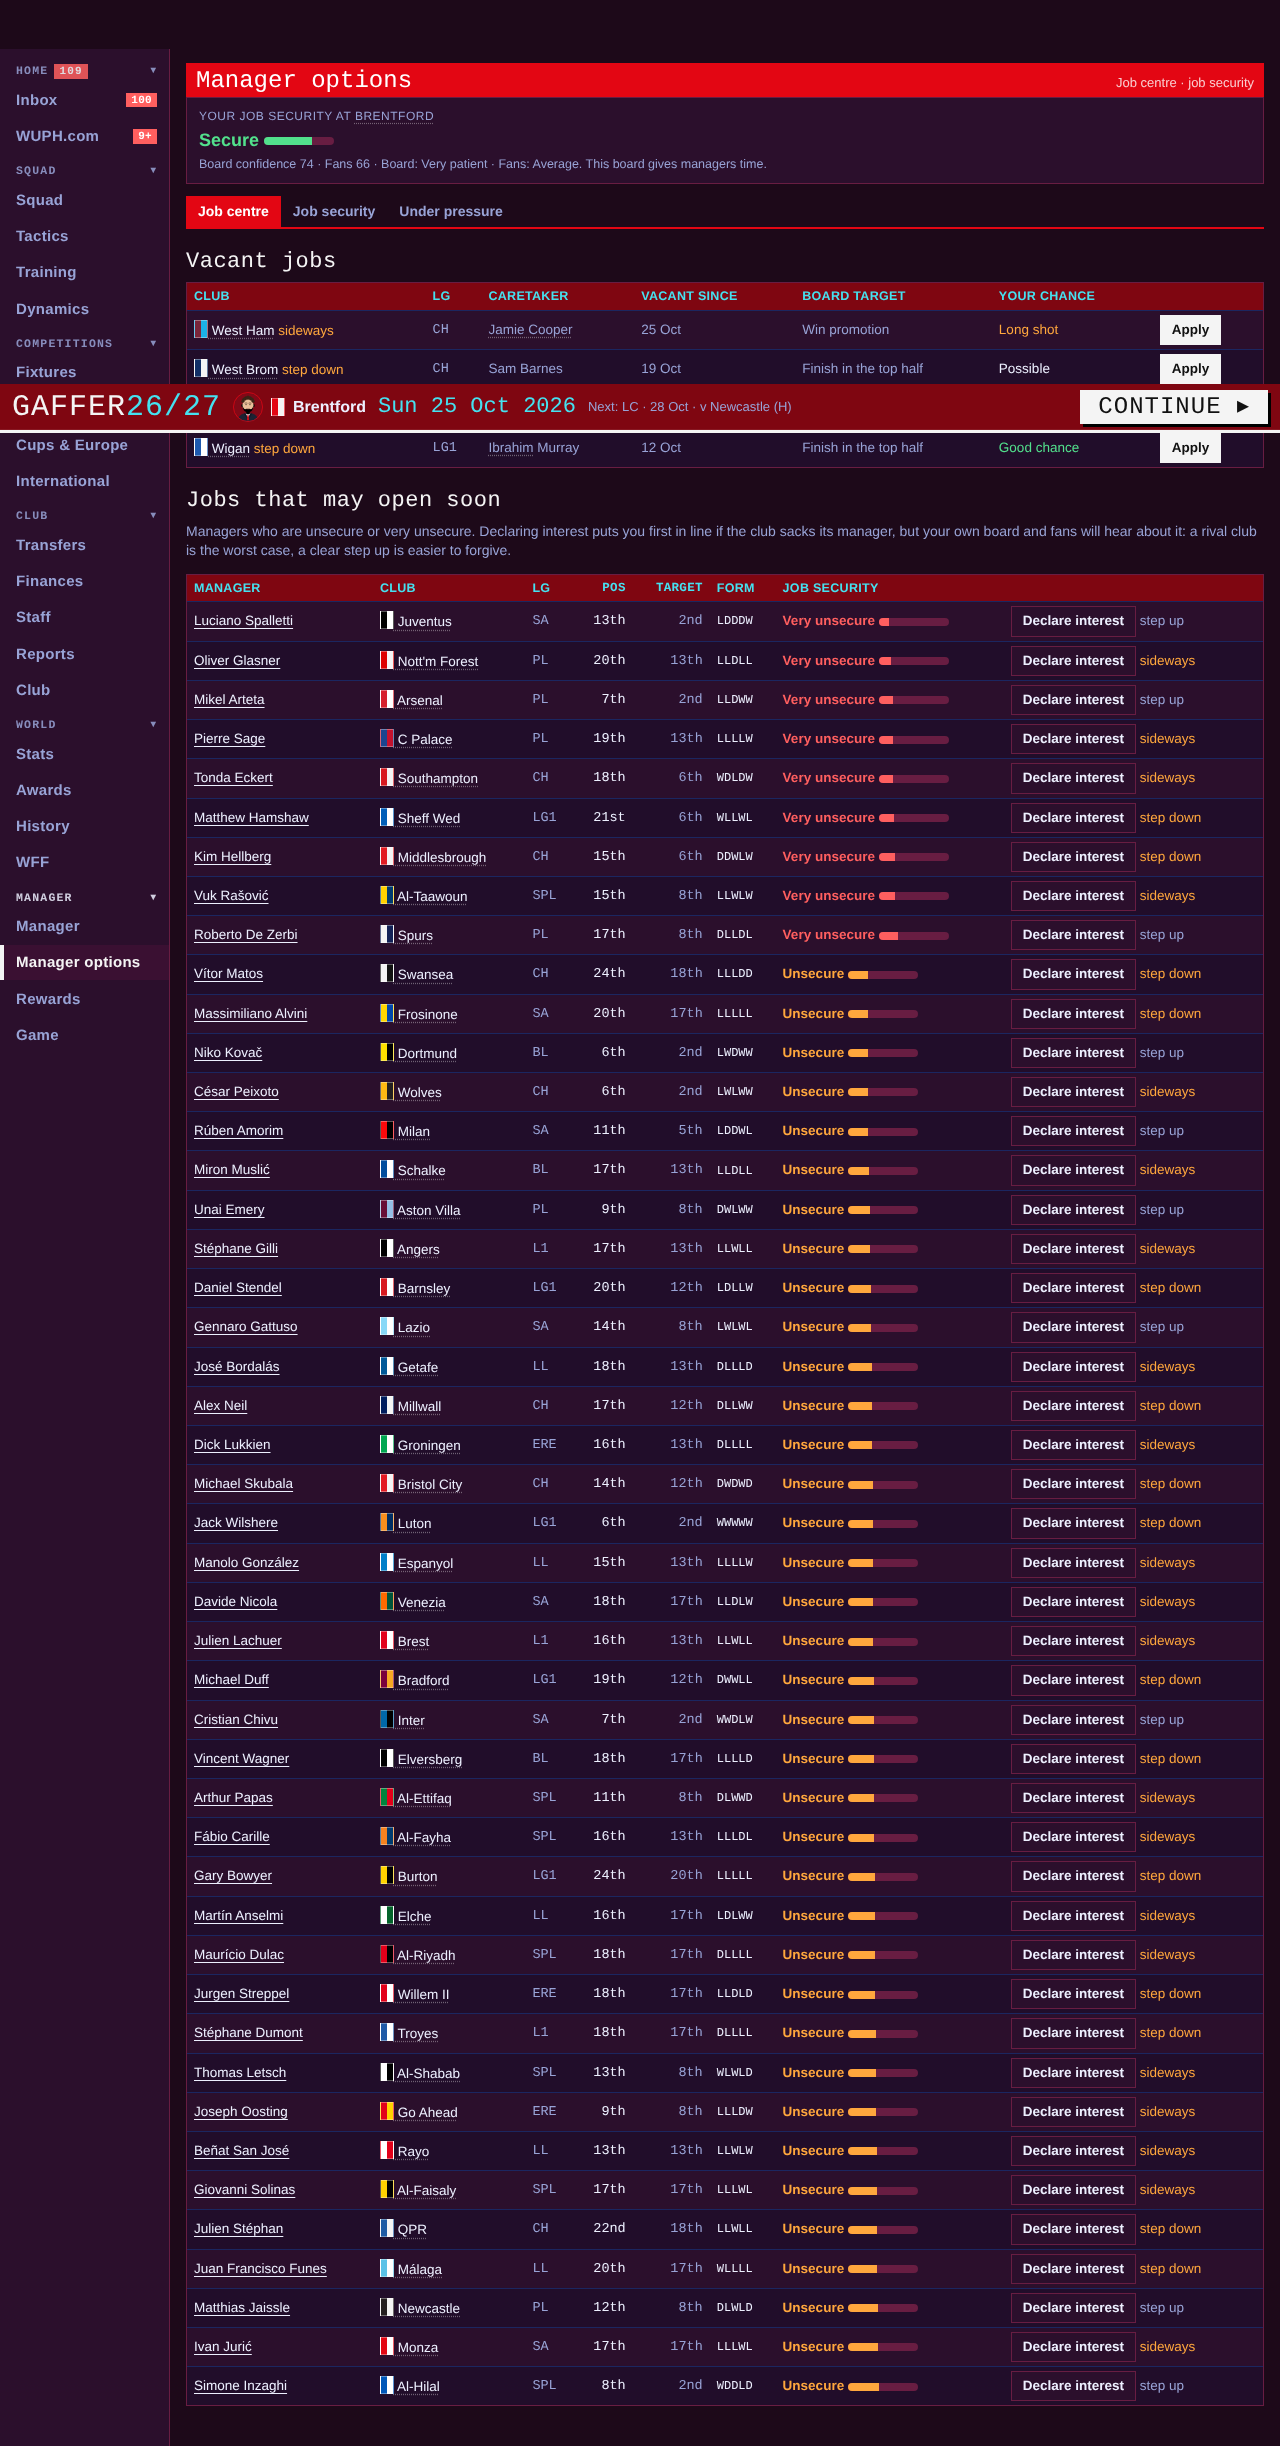 HOME 109 ▼
Inbox 100
WUPH.com 9+
SQUAD ▼
Squad
Tactics
Training
Dynamics
COMPETITIONS ▼
Fixtures
Cups & Europe
International
CLUB ▼
Transfers
Finances
Staff
Reports
Club
WORLD ▼
Stats
Awards
History
WFF
MANAGER ▼
Manager
Manager options
Rewards
Game
Manager options Job centre · job security
YOUR JOB SECURITY AT BRENTFORD
Secure
Board confidence 74 · Fans 66 · Board: Very patient · Fans: Average. This board gives managers time.
Job centre Job security Under pressure
Vacant jobs
CLUB LG CARETAKER VACANT SINCE BOARD TARGET YOUR CHANCE
West Ham sideways CH Jamie Cooper 25 Oct Win promotion Long shot Apply
West Brom step down CH Sam Barnes 19 Oct Finish in the top half Possible Apply
GAFFER26/27 Brentford Sun 25 Oct 2026 Next: LC · 28 Oct · v Newcastle (H) CONTINUE ▶
Wigan step down LG1 Ibrahim Murray 12 Oct Finish in the top half Good chance Apply
Jobs that may open soon
Managers who are unsecure or very unsecure. Declaring interest puts you first in line if the club sacks its manager, but your own board and fans will hear about it: a rival club
is the worst case, a clear step up is easier to forgive.
MANAGER CLUB LG POS TARGET FORM JOB SECURITY
Luciano Spalletti Juventus SA 13th 2nd LDDDW Very unsecure Declare interest step up
Oliver Glasner Nott'm Forest PL 20th 13th LLDLL Very unsecure Declare interest sideways
Mikel Arteta Arsenal PL 7th 2nd LLDWW Very unsecure Declare interest step up
Pierre Sage C Palace PL 19th 13th LLLLW Very unsecure Declare interest sideways
Tonda Eckert Southampton CH 18th 6th WDLDW Very unsecure Declare interest sideways
Matthew Hamshaw Sheff Wed LG1 21st 6th WLLWL Very unsecure Declare interest step down
Kim Hellberg Middlesbrough CH 15th 6th DDWLW Very unsecure Declare interest step down
Vuk Rašović Al-Taawoun SPL 15th 8th LLWLW Very unsecure Declare interest sideways
Roberto De Zerbi Spurs PL 17th 8th DLLDL Very unsecure Declare interest step up
Vítor Matos Swansea CH 24th 18th LLLDD Unsecure Declare interest step down
Massimiliano Alvini Frosinone SA 20th 17th LLLLL Unsecure Declare interest step down
Niko Kovač Dortmund BL 6th 2nd LWDWW Unsecure Declare interest step up
César Peixoto Wolves CH 6th 2nd LWLWW Unsecure Declare interest sideways
Rúben Amorim Milan SA 11th 5th LDDWL Unsecure Declare interest step up
Miron Muslić Schalke BL 17th 13th LLDLL Unsecure Declare interest sideways
Unai Emery Aston Villa PL 9th 8th DWLWW Unsecure Declare interest step up
Stéphane Gilli Angers L1 17th 13th LLWLL Unsecure Declare interest sideways
Daniel Stendel Barnsley LG1 20th 12th LDLLW Unsecure Declare interest step down
Gennaro Gattuso Lazio SA 14th 8th LWLWL Unsecure Declare interest step up
José Bordalás Getafe LL 18th 13th DLLLD Unsecure Declare interest sideways
Alex Neil Millwall CH 17th 12th DLLWW Unsecure Declare interest step down
Dick Lukkien Groningen ERE 16th 13th DLLLL Unsecure Declare interest sideways
Michael Skubala Bristol City CH 14th 12th DWDWD Unsecure Declare interest step down
Jack Wilshere Luton LG1 6th 2nd WWWWW Unsecure Declare interest step down
Manolo González Espanyol LL 15th 13th LLLLW Unsecure Declare interest sideways
Davide Nicola Venezia SA 18th 17th LLDLW Unsecure Declare interest sideways
Julien Lachuer Brest L1 16th 13th LLWLL Unsecure Declare interest sideways
Michael Duff Bradford LG1 19th 12th DWWLL Unsecure Declare interest step down
Cristian Chivu Inter SA 7th 2nd WWDLW Unsecure Declare interest step up
Vincent Wagner Elversberg BL 18th 17th LLLLD Unsecure Declare interest step down
Arthur Papas Al-Ettifaq SPL 11th 8th DLWWD Unsecure Declare interest sideways
Fábio Carille Al-Fayha SPL 16th 13th LLLDL Unsecure Declare interest sideways
Gary Bowyer Burton LG1 24th 20th LLLLL Unsecure Declare interest step down
Martín Anselmi Elche LL 16th 17th LDLWW Unsecure Declare interest sideways
Maurício Dulac Al-Riyadh SPL 18th 17th DLLLL Unsecure Declare interest sideways
Jurgen Streppel Willem II ERE 18th 17th LLDLD Unsecure Declare interest step down
Stéphane Dumont Troyes L1 18th 17th DLLLL Unsecure Declare interest step down
Thomas Letsch Al-Shabab SPL 13th 8th WLWLD Unsecure Declare interest sideways
Joseph Oosting Go Ahead ERE 9th 8th LLLDW Unsecure Declare interest sideways
Beñat San José Rayo LL 13th 13th LLWLW Unsecure Declare interest sideways
Giovanni Solinas Al-Faisaly SPL 17th 17th LLLWL Unsecure Declare interest sideways
Julien Stéphan QPR CH 22nd 18th LLWLL Unsecure Declare interest step down
Juan Francisco Funes Málaga LL 20th 17th WLLLL Unsecure Declare interest step down
Matthias Jaissle Newcastle PL 12th 8th DLWLD Unsecure Declare interest step up
Ivan Jurić Monza SA 17th 17th LLLWL Unsecure Declare interest sideways
Simone Inzaghi Al-Hilal SPL 8th 2nd WDDLD Unsecure Declare interest step up